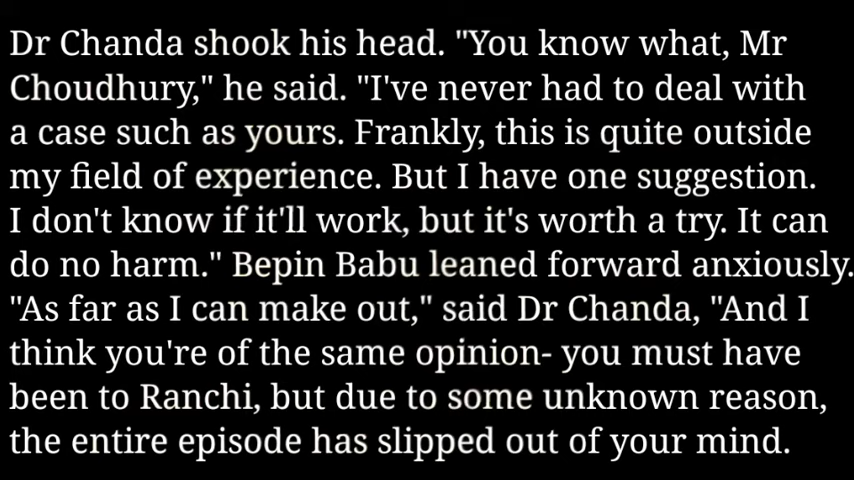 Dr Chanda shook his head. "You know what, Mr
Choudhury," he said. "I've never had to deal with
a case such as yours. Frankly, this is quite outside
my field of experience. But I have one suggestion.
I don't know if it'll work, but it's worth a try. It can
do no harm." Bepin Babu leaned forward anxiously.
"As far as I can make out," said Dr Chanda, "And I
think you're of the same opinion- you must have
been to Ranchi, but due to some unknown reason,
the entire episode has slipped out of your mind.